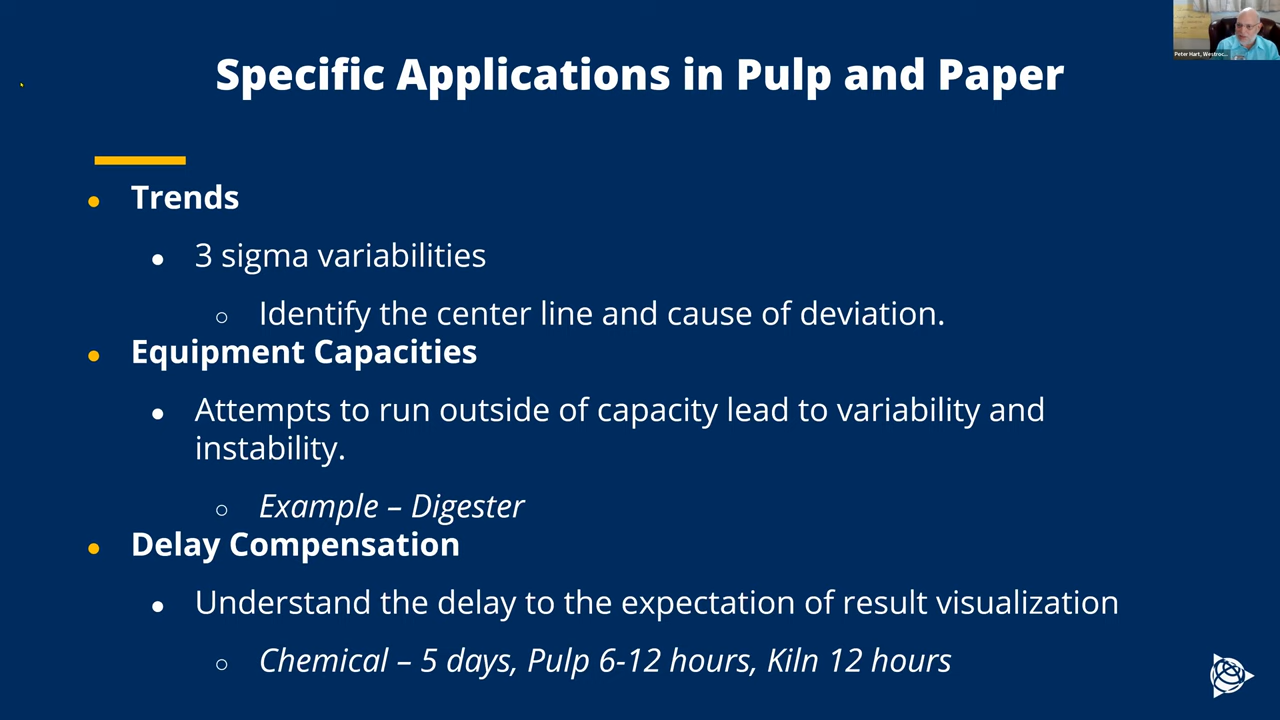 Peter Hart, Westroc...
Specific Applications in Pulp and Paper
Trends
3 sigma variabilities
Identify the center line and cause of deviation.
Equipment Capacities
Attempts to run outside of capacity lead to variability and
instability.
Example – Digester
Delay Compensation
Understand the delay to the expectation of result visualization
Chemical – 5 days, Pulp 6-12 hours, Kiln 12 hours